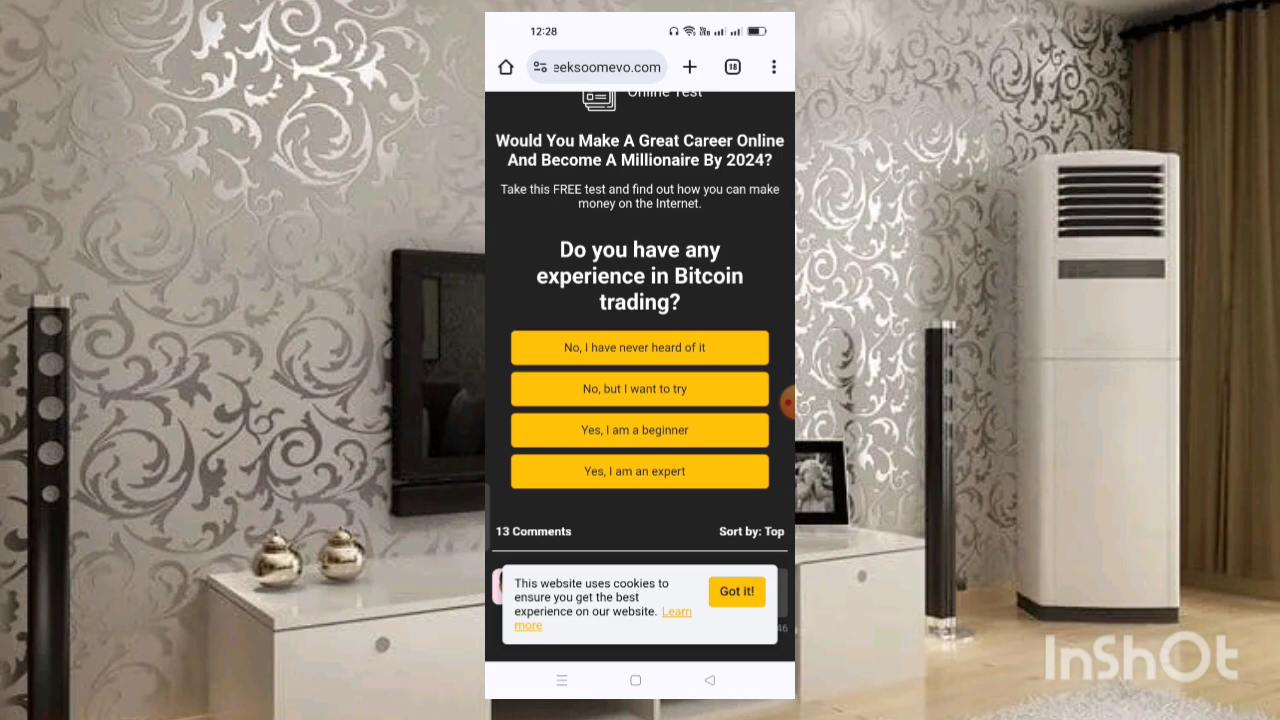 12:28
eeksoomevo.com
18
Online Test
Would You Make A Great Career Online
And Become A Millionaire By 2024?
Take this FREE test and find out how you can make
money on the Internet.
Do you have any
experience in Bitcoin
trading?
No, I have never heard of it
No, but I want to try
Yes, I am a beginner
Yes, I am an expert
13 Comments Sort by: Top
This website uses cookies to
ensure you get the best
experience on our website. Learn
more
Got it!
46
InShOt